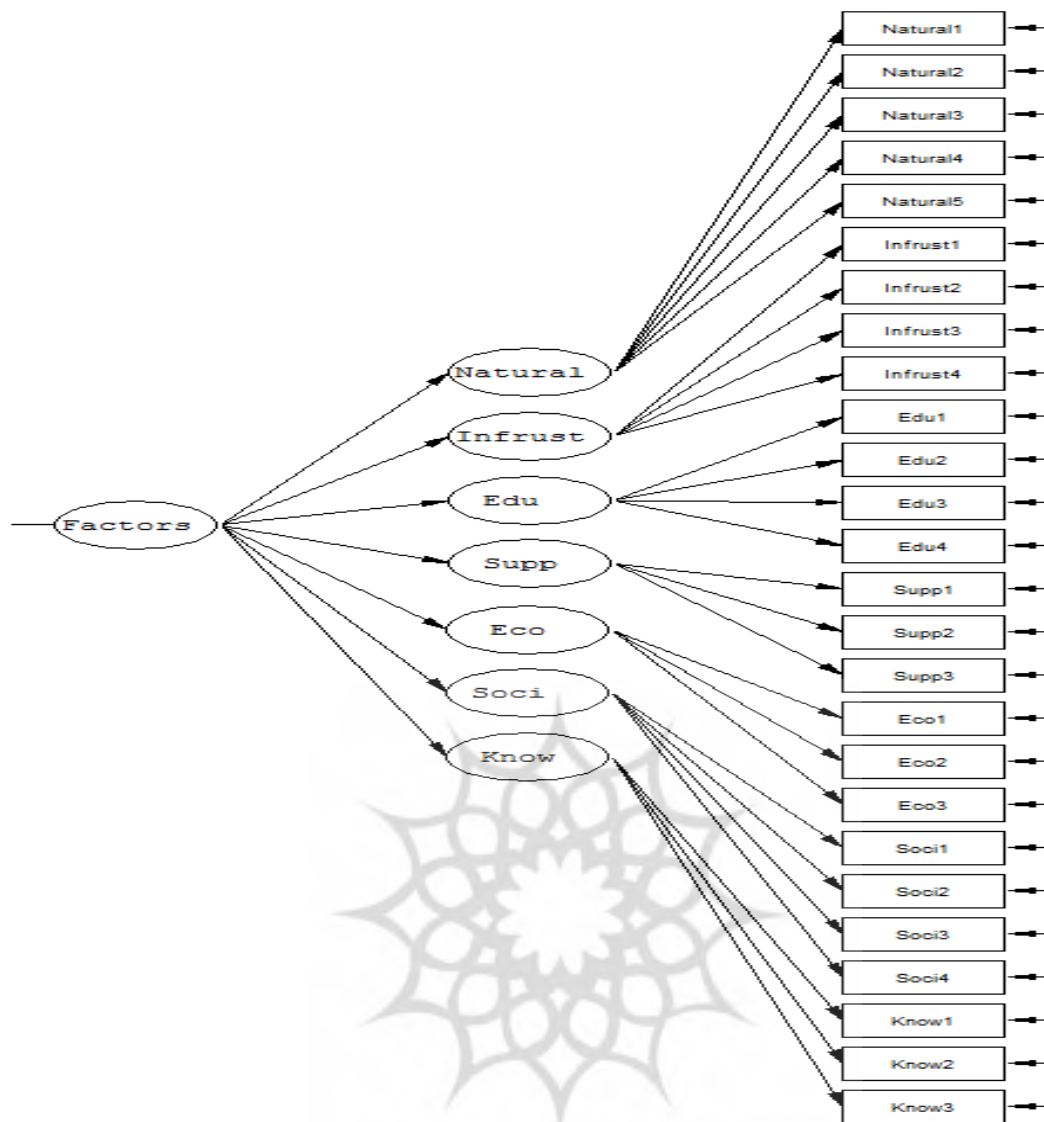 Factors
Natural
Infrust
Edu
Supp
Eco
Soci
Know
Natural1
Natural2
Natural3
Natural4
Natural5
Infrust1
Infrust2
Infrust3
Infrust4
Edu1
Edu2
Edu3
Edu4
Supp1
Supp2
Supp3
Eco1
Eco2
Eco3
Soci1
Soci2
Soci3
Soci4
Know1
Know2
Know3